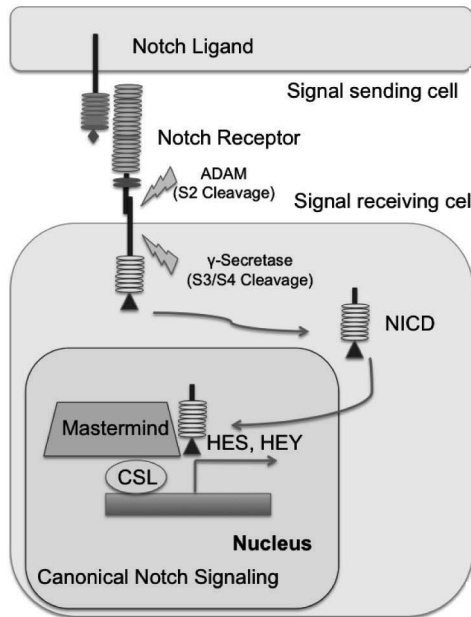 Notch Ligand
Signal sending cell
Notch Receptor
ADAM
(S2 Cleavage)
Signal receiving cell
γ-Secretase
(S3/S4 Cleavage)
NICD
Mastermind
HES, HEY
CSL
Nucleus
Canonical Notch Signaling